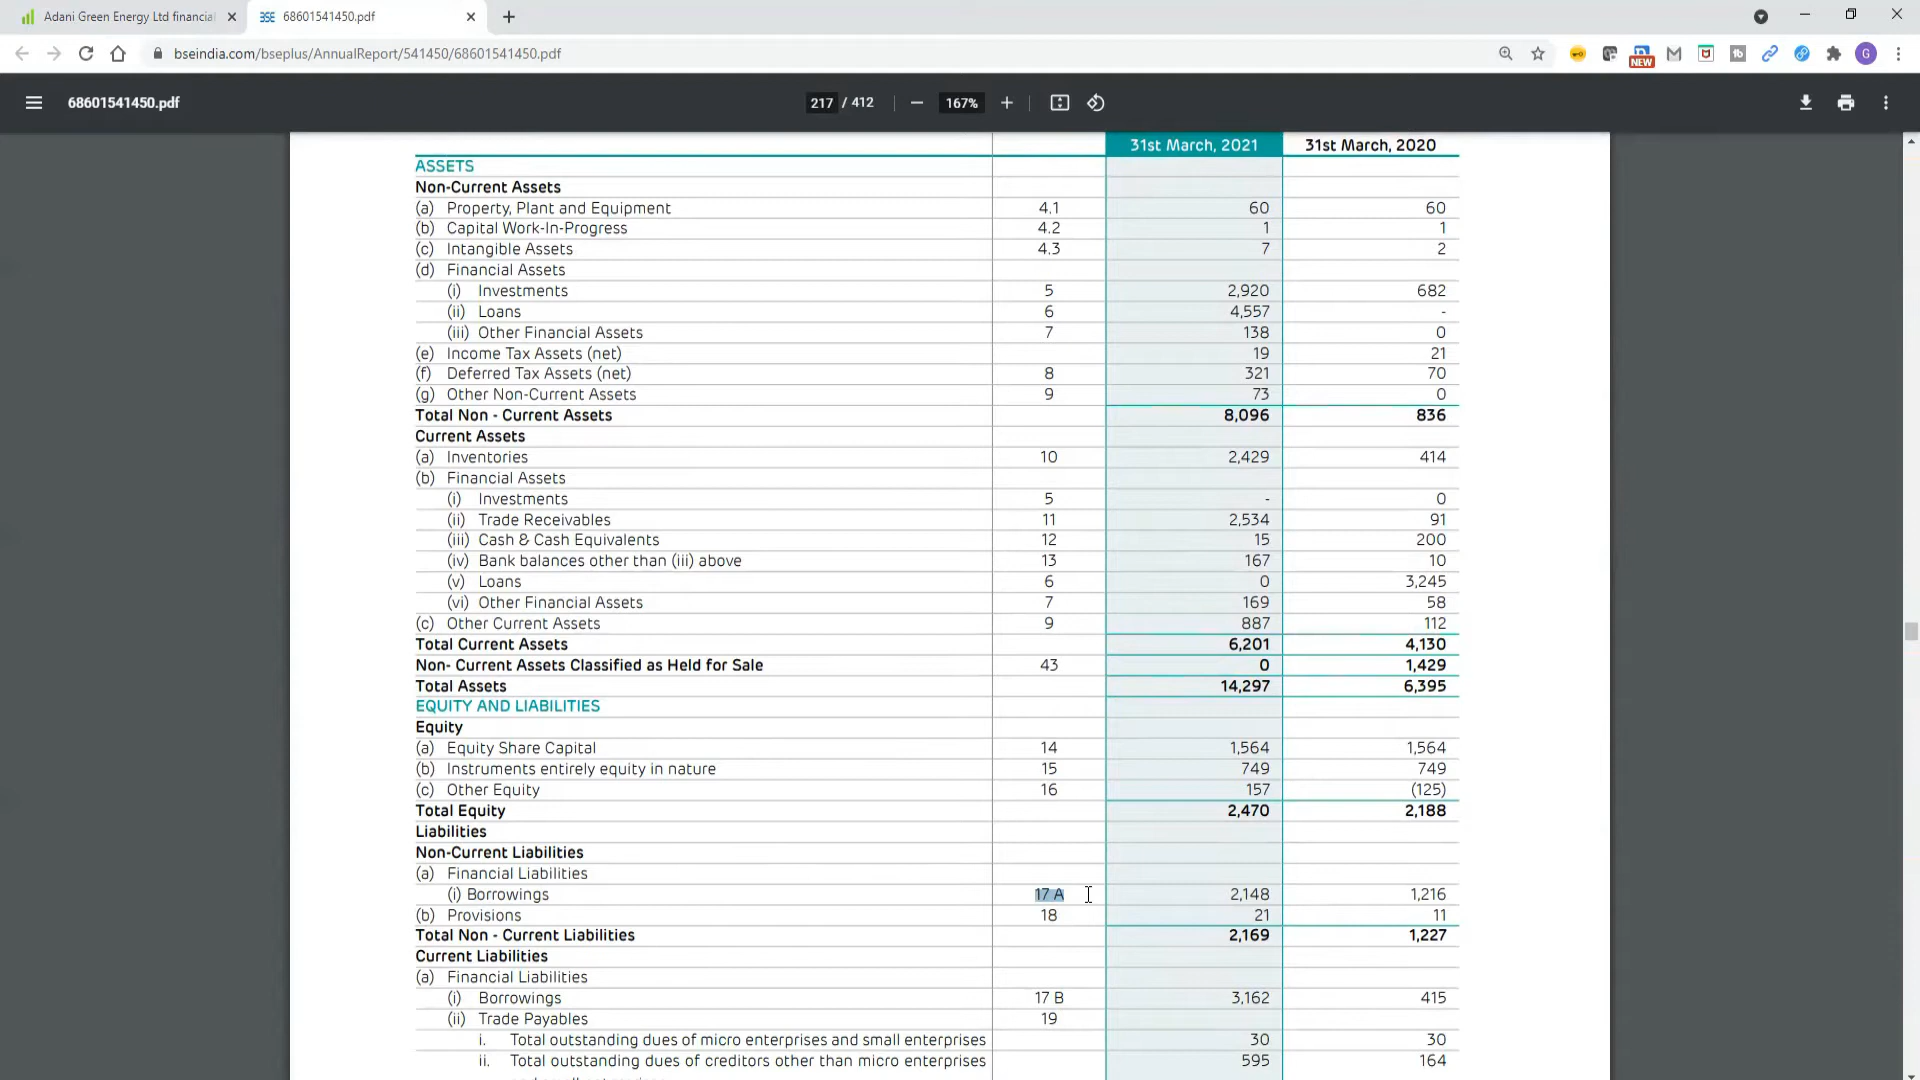 Adani Green Energy Ltd financial
68601541450.pdf
bseindia.com/bseplus/AnnualReport/541450/68601541450.pdf
NEW
G
68601541450.pdf
217 / 412
167%
31st March, 2021 31st March, 2020
ASSETS
Non-Current Assets
(a) Property, Plant and Equipment 4.1 60 60
(b) Capital Work-In-Progress 4.2 1 1
(c) Intangible Assets 4.3 7 2
(d) Financial Assets
(i) Investments 5 2,920 682
(ii) Loans 6 4,557 -
(iii) Other Financial Assets 7 138 0
(e) Income Tax Assets (net) 19 21
(f) Deferred Tax Assets (net) 8 321 70
(g) Other Non-Current Assets 9 73 0
Total Non - Current Assets 8,096 836
Current Assets
(a) Inventories 10 2,429 414
(b) Financial Assets
(i) Investments 5 - 0
(ii) Trade Receivables 11 2,534 91
(iii) Cash & Cash Equivalents 12 15 200
(iv) Bank balances other than (iii) above 13 167 10
(v) Loans 6 0 3,245
(vi) Other Financial Assets 7 169 58
(c) Other Current Assets 9 887 112
Total Current Assets 6,201 4,130
Non- Current Assets Classified as Held for Sale 43 0 1,429
Total Assets 14,297 6,395
EQUITY AND LIABILITIES
Equity
(a) Equity Share Capital 14 1,564 1,564
(b) Instruments entirely equity in nature 15 749 749
(c) Other Equity 16 157 (125)
Total Equity 2,470 2,188
Liabilities
Non-Current Liabilities
(a) Financial Liabilities
(i) Borrowings 17 A 2,148 1,216
(b) Provisions 18 21 11
Total Non - Current Liabilities 2,169 1,227
Current Liabilities
(a) Financial Liabilities
(i) Borrowings 17 B 3,162 415
(ii) Trade Payables 19
i. Total outstanding dues of micro enterprises and small enterprises 30 30
ii. Total outstanding dues of creditors other than micro enterprises 595 164